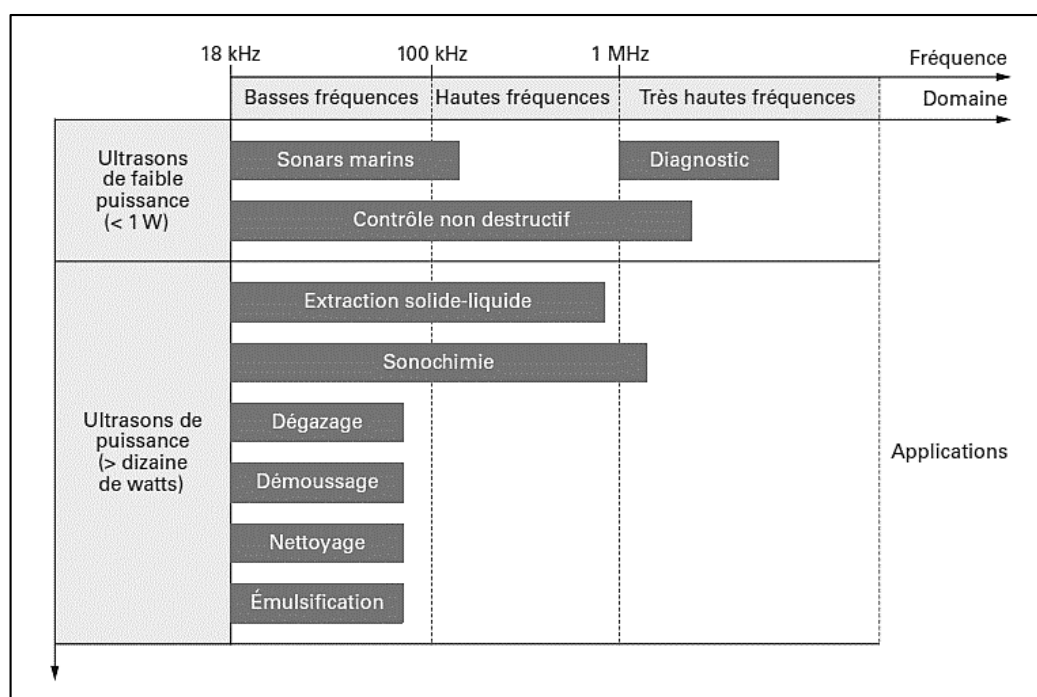 18 kHz 100 kHz 1 MHz
Fréquence
Basses fréquences Hautes fréquences Très hautes fréquences
Domaine
Ultrasons
de faible
puissance
(< 1 W)
Sonars marins
Diagnostic
Contrôle non destructif
Ultrasons de
puissance
(> dizaine
de watts)
Extraction solide-liquide
Sonochimie
Dégazage
Démoussage
Nettoyage
Émulsification
Applications